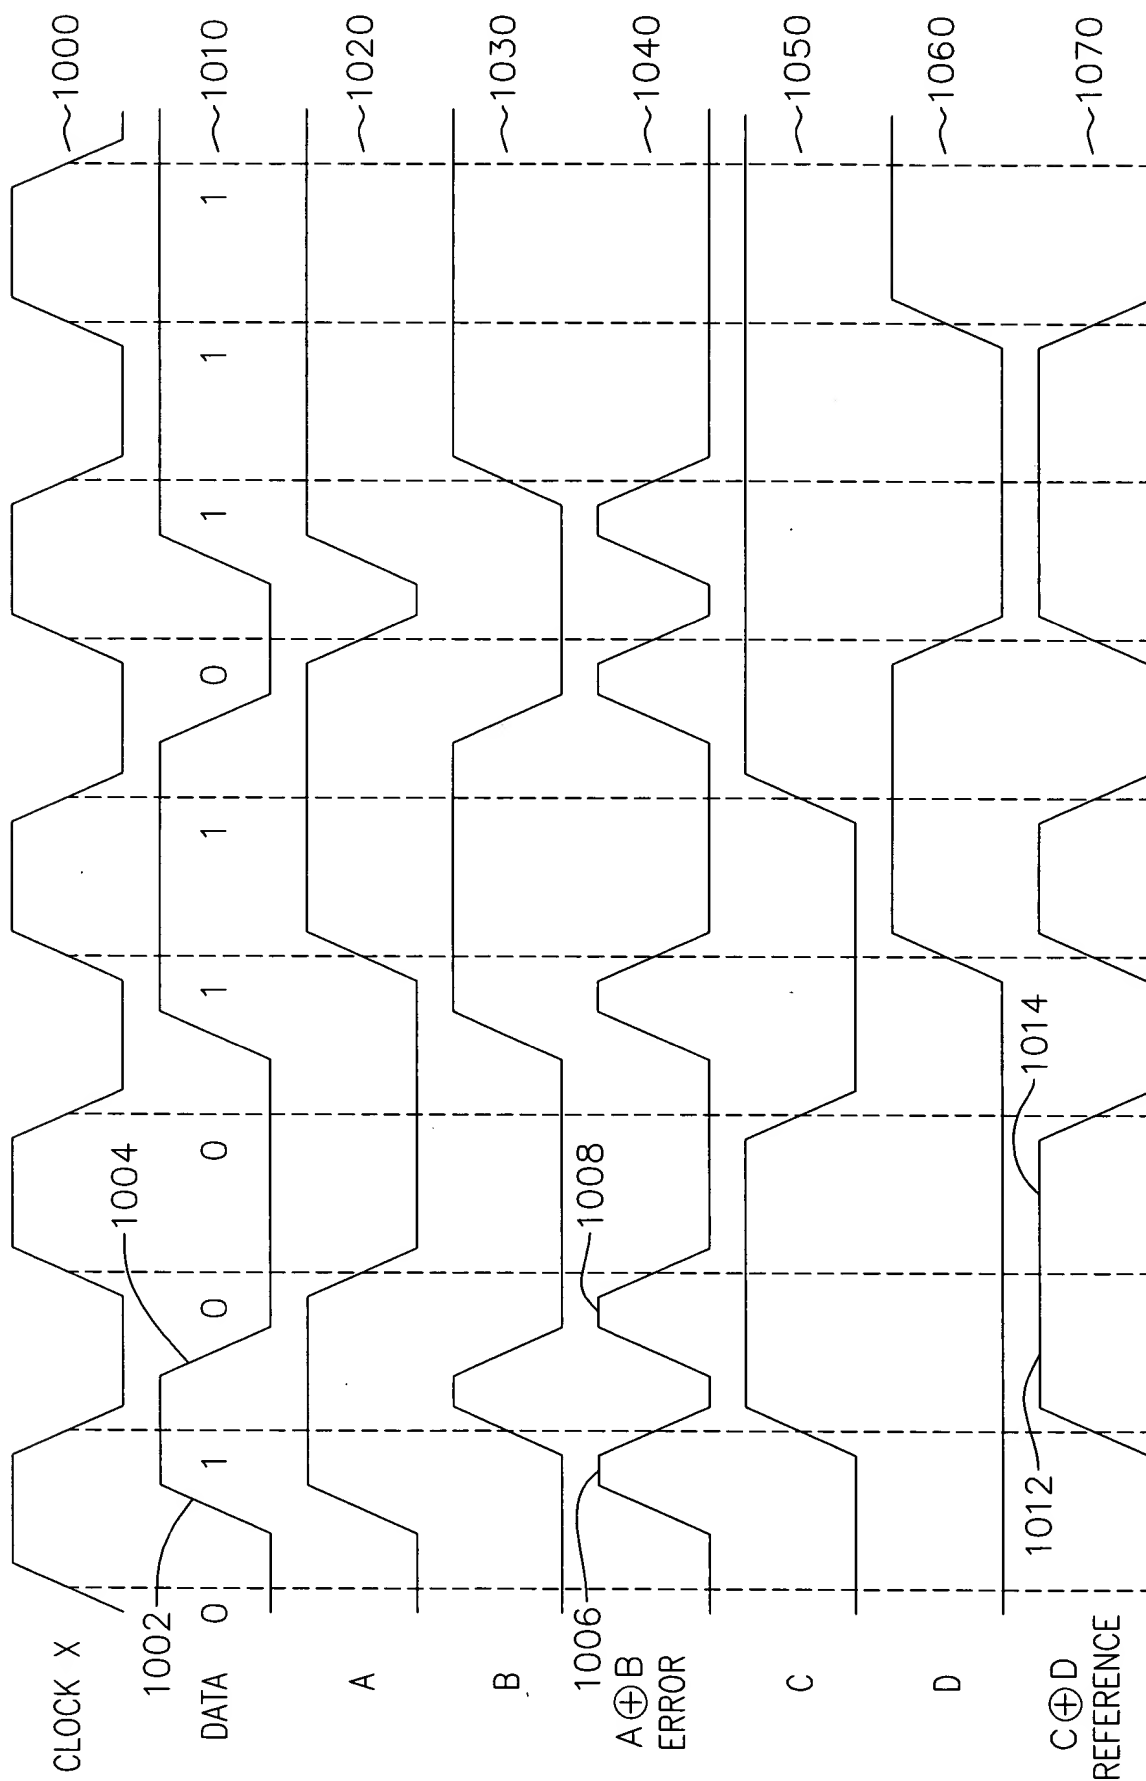 CLOCK X
~1000
1002
1004
DATA
0 1 0 0 1 1 0 1 1 1
~1010
A
~1020
B
~1030
1006
1008
A⊕B
ERROR
~1040
C
~1050
D
~1060
1012
1014
C⊕D
REFERENCE
~1070